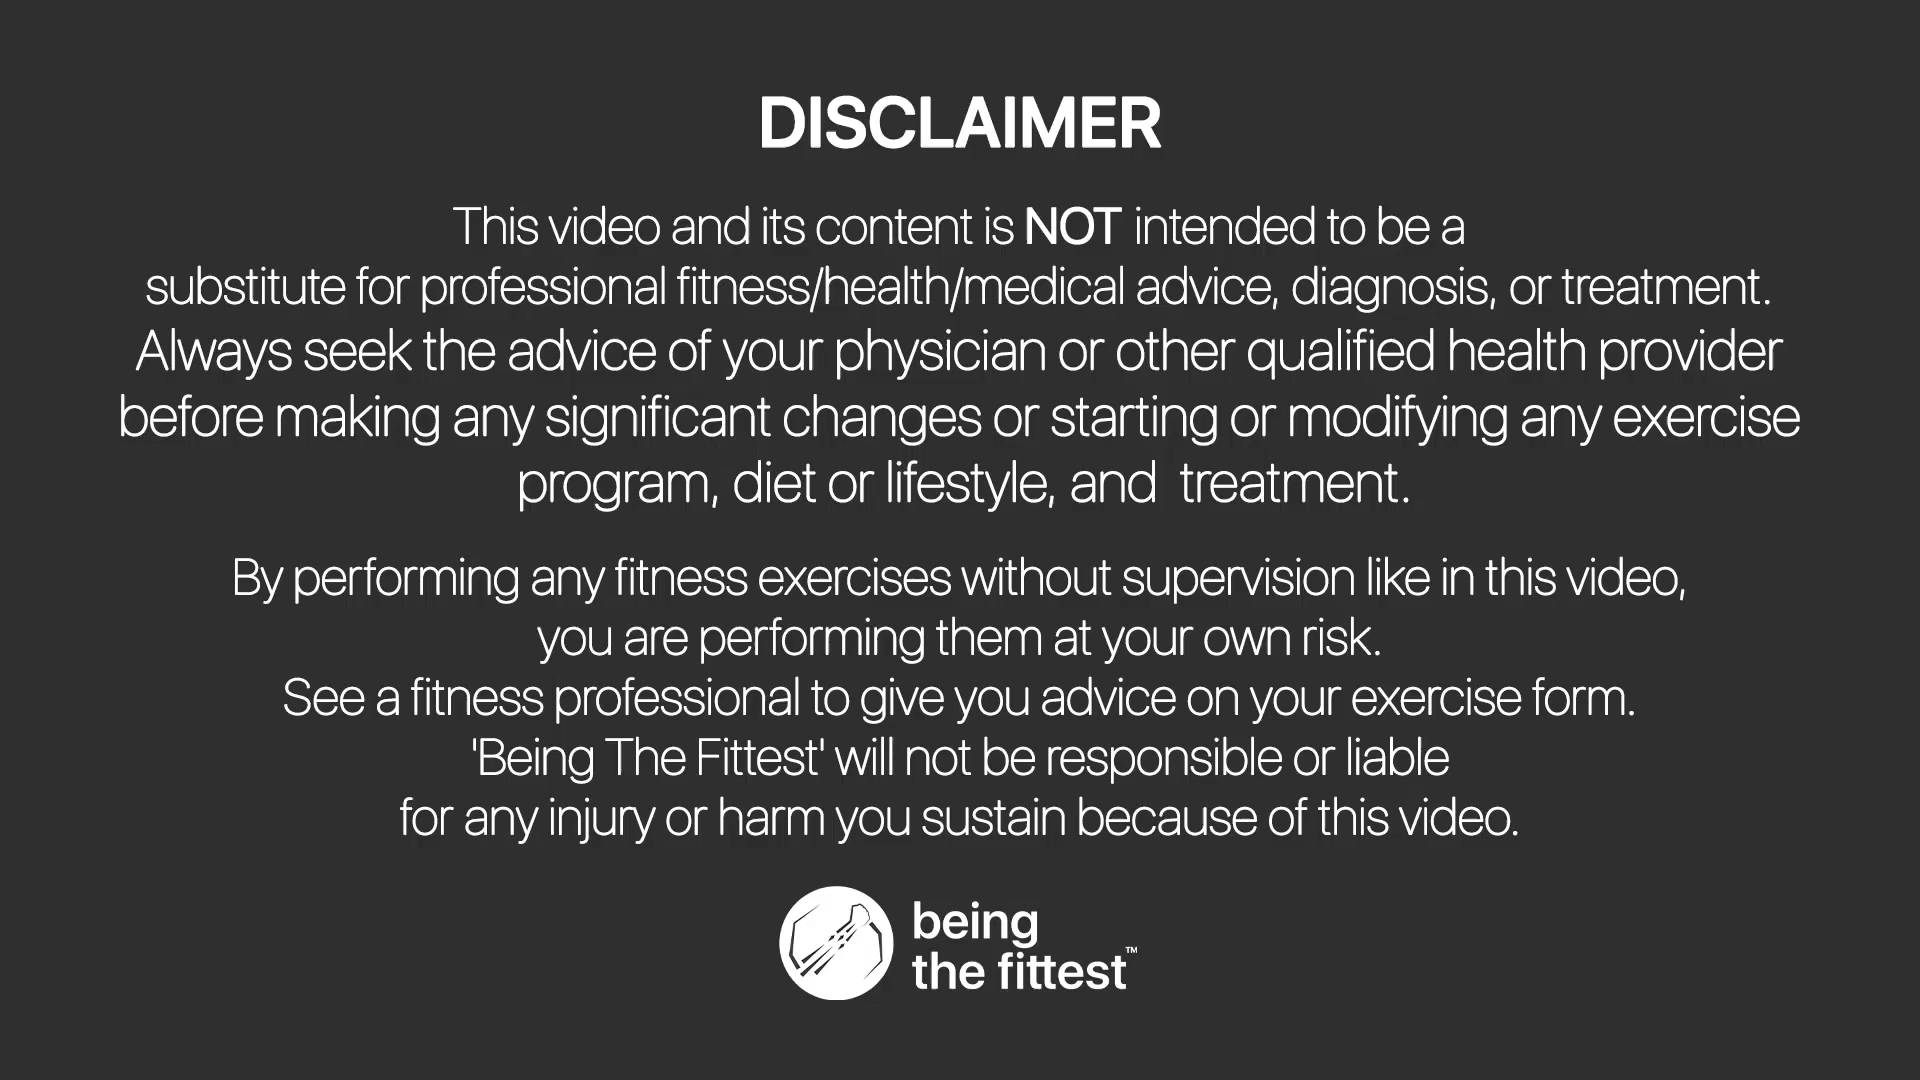 DISCLAIMER
This video and its content is NOT intended to be a
substitute for professional fitness/health/medical advice, diagnosis, or treatment.
Always seek the advice of your physician or other qualified health provider
before making any significant changes or starting or modifying any exercise
program, diet or lifestyle, and  treatment.
By performing any fitness exercises without supervision like in this video,
you are performing them at your own risk.
See a fitness professional to give you advice on your exercise form.
'Being The Fittest' will not be responsible or liable
for any injury or harm you sustain because of this video.
being
the fittest™